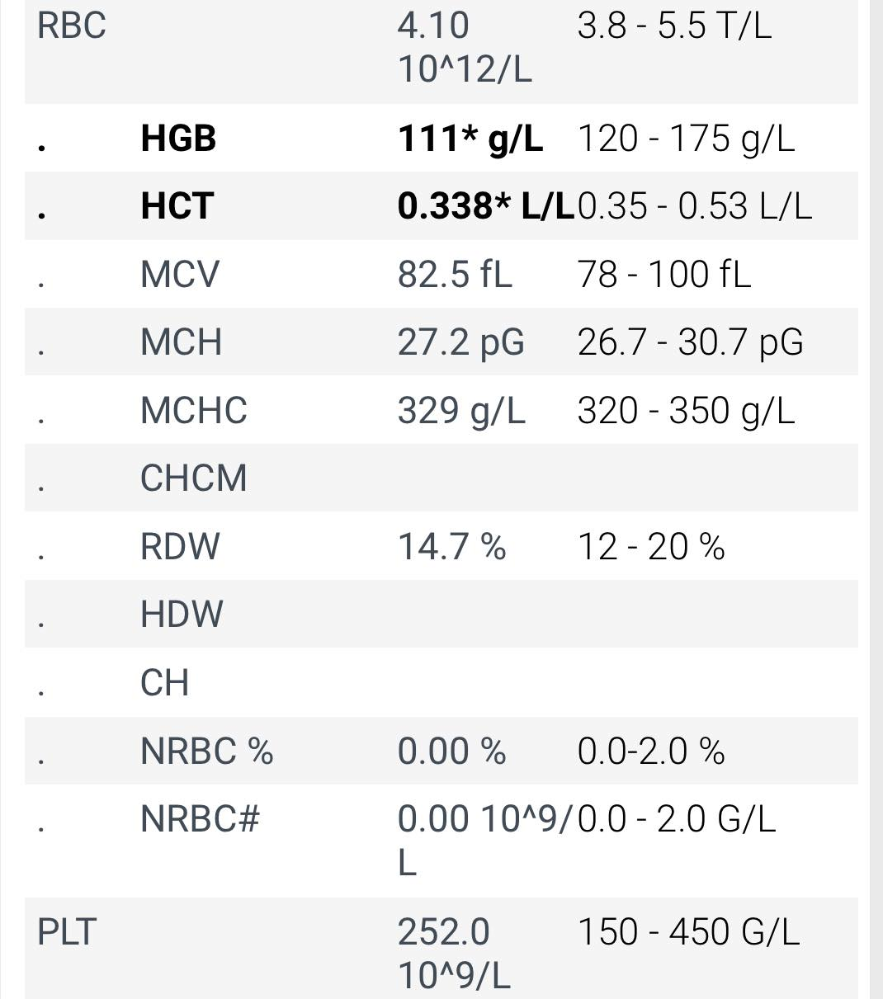 RBC 4.10 3.8 - 5.5 T/L
10^12/L
. HGB 111* g/L 120 - 175 g/L
. HCT 0.338* L/L 0.35 - 0.53 L/L
. MCV 82.5 fL 78 - 100 fL
. MCH 27.2 pG 26.7 - 30.7 pG
. MCHC 329 g/L 320 - 350 g/L
. CHCM
. RDW 14.7 % 12 - 20 %
. HDW
. CH
. NRBC % 0.00 % 0.0-2.0 %
. NRBC# 0.00 10^9/ 0.0 - 2.0 G/L
L
PLT 252.0 150 - 450 G/L
10^9/L